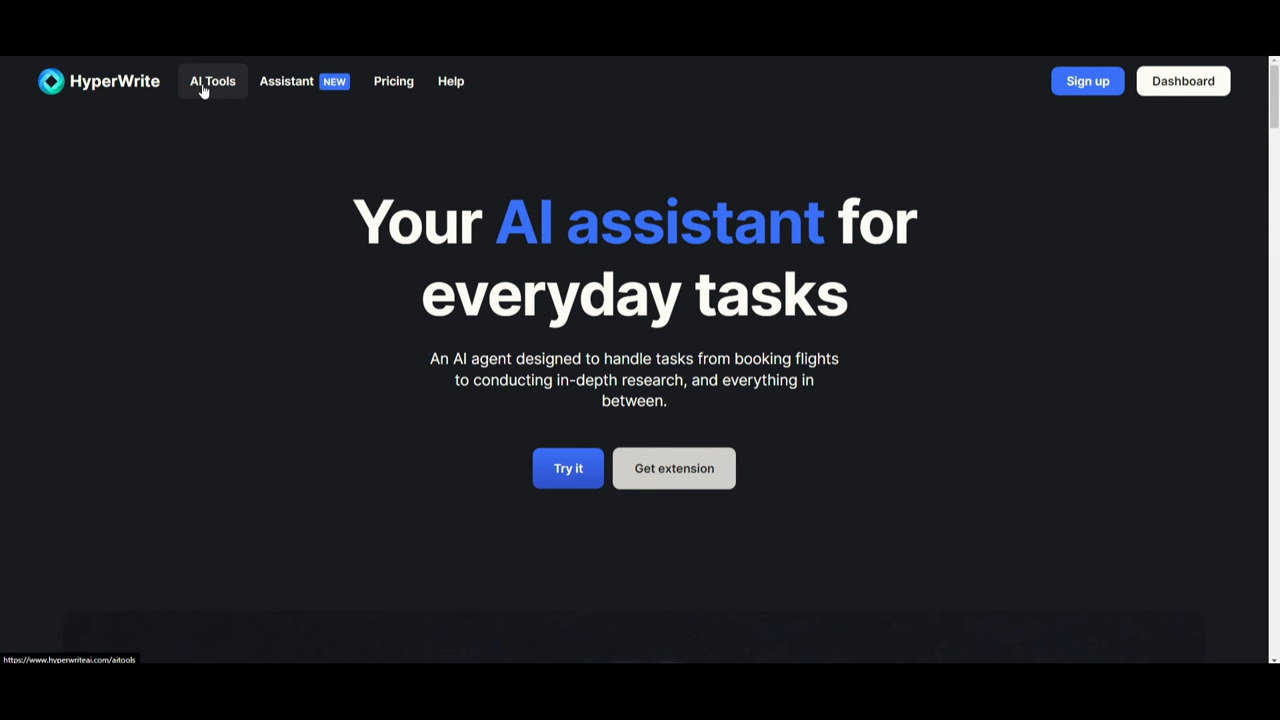 HyperWrite AI Tools Assistant NEW Pricing Help Sign up Dashboard
Your AI assistant for
everyday tasks
An AI agent designed to handle tasks from booking flights
to conducting in-depth research, and everything in
between.
Try it Get extension
https://www.hyperwriteai.com/aitools